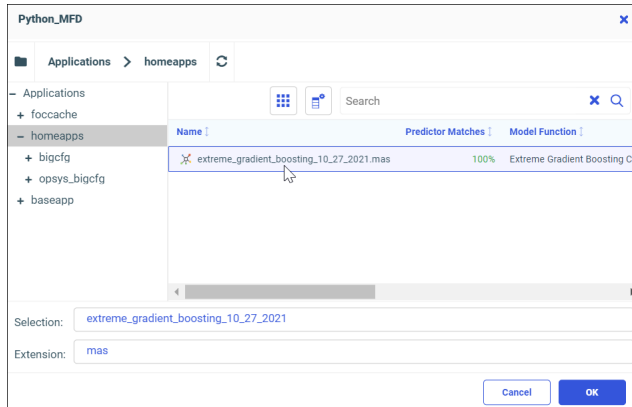 Python_MFD
Applications > homeapps
– Applications
+ foccache
– homeapps
+ bigcfg
+ opsys_bigcfg
+ baseapp
Search
Name Predictor Matches Model Function
extreme_gradient_boosting_10_27_2021.mas 100% Extreme Gradient Boosting C
Selection: extreme_gradient_boosting_10_27_2021
Extension: mas
Cancel OK